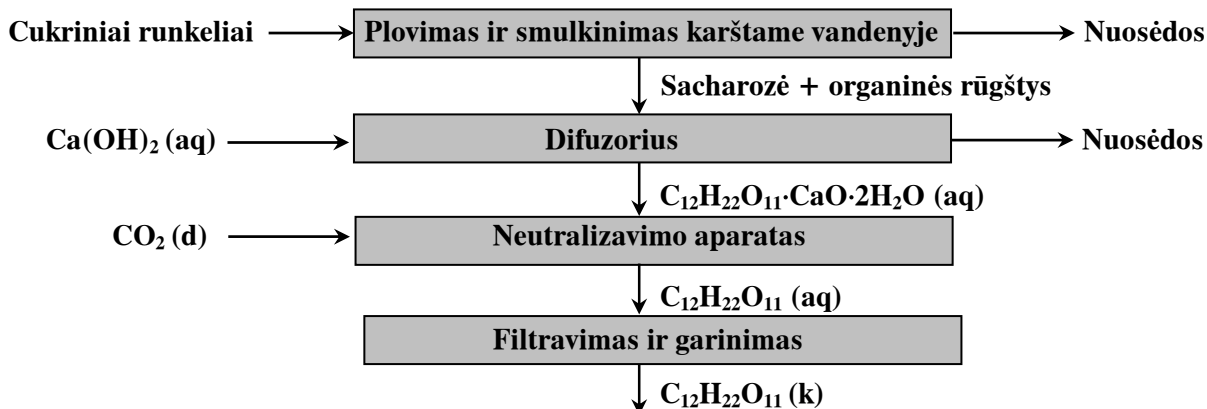 Cukriniai runkeliai
Plovimas ir smulkinimas karštame vandenyje
Nuosėdos
Sacharozė + organinės rūgštys
Ca(OH)₂ (aq)
Difuzorius
Nuosėdos
C₁₂H₂₂O₁₁·CaO·2H₂O (aq)
CO₂ (d)
Neutralizavimo aparatas
C₁₂H₂₂O₁₁ (aq)
Filtravimas ir garinimas
C₁₂H₂₂O₁₁ (k)